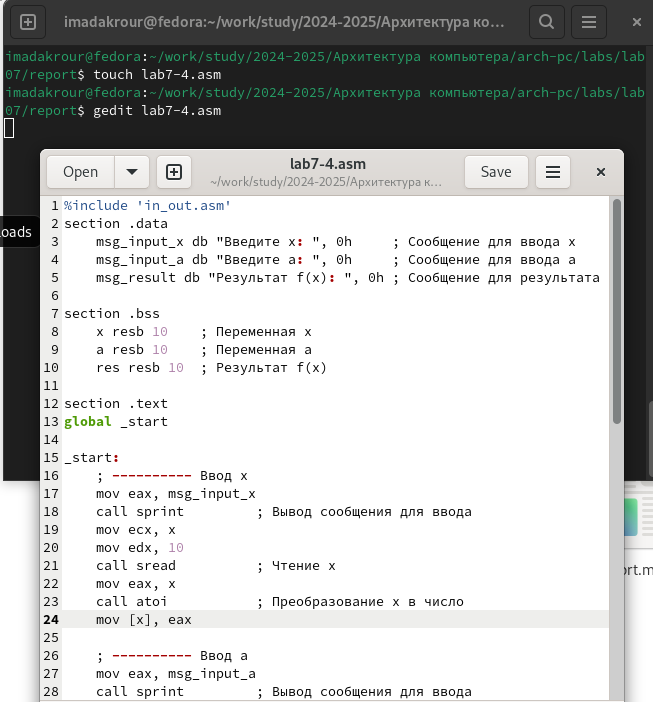 imadakrour@fedora:~/work/study/2024-2025/Архитектура ко...
imadakrour@fedora:~/work/study/2024-2025/Архитектура компьютера/arch-pc/labs/lab
07/report$ touch lab7-4.asm
imadakrour@fedora:~/work/study/2024-2025/Архитектура компьютера/arch-pc/labs/lab
07/report$ gedit lab7-4.asm
Open
lab7-4.asm
~/work/study/2024-2025/Архитектура к...
Save
oads
1 %include 'in_out.asm'
2 section .data
3     msg_input_x db "Введите x: ", 0h     ; Сообщение для ввода x
4     msg_input_a db "Введите a: ", 0h     ; Сообщение для ввода a
5     msg_result db "Результат f(x): ", 0h ; Сообщение для результата
6
7 section .bss
8     x resb 10    ; Переменная x
9     a resb 10    ; Переменная a
10     res resb 10  ; Результат f(x)
11
12 section .text
13 global _start
14
15 _start:
16     ; ---------- Ввод x
17     mov eax, msg_input_x
18     call sprint         ; Вывод сообщения для ввода
19     mov ecx, x
20     mov edx, 10
21     call sread          ; Чтение x
22     mov eax, x
23     call atoi           ; Преобразование x в число
24     mov [x], eax
25
26     ; ---------- Ввод a
27     mov eax, msg_input_a
28     call sprint         ; Вывод сообщения для ввода
ort.m